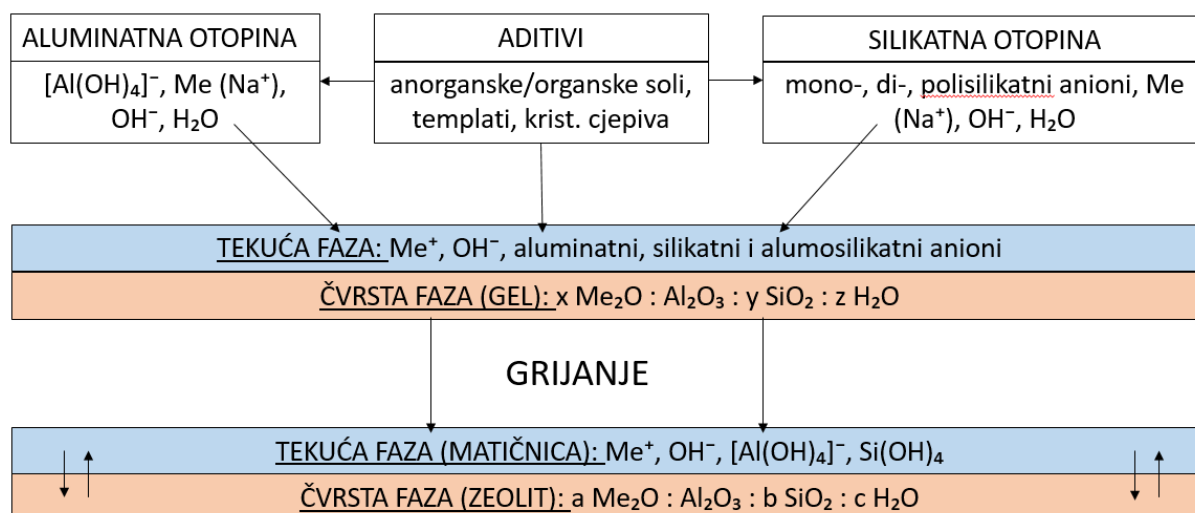 ALUMINATNA OTOPINA
[Al(OH)₄]⁻, Me (Na⁺),
OH⁻, H₂O
ADITIVI
anorganske/organske soli,
templati, krist. cjepiva
SILIKATNA OTOPINA
mono-, di-, polisilikatni anioni, Me
(Na⁺), OH⁻, H₂O
TEKUĆA FAZA: Me⁺, OH⁻, aluminatni, silikatni i alumosilikatni anioni
ČVRSTA FAZA (GEL): x Me₂O : Al₂O₃ : y SiO₂ : z H₂O
GRIJANJE
TEKUĆA FAZA (MATIČNICA): Me⁺, OH⁻, [Al(OH)₄]⁻, Si(OH)₄
ČVRSTA FAZA (ZEOLIT): a Me₂O : Al₂O₃ : b SiO₂ : c H₂O